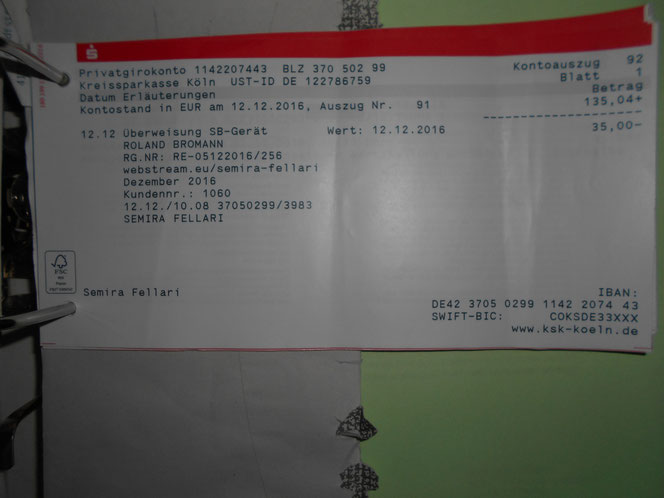 Privatgirokonto 1142207443 BLZ 370 502 99 Kontoauszug 92
Kreissparkasse Köln UST-ID DE 122786759 Blatt 1
Datum Erläuterungen Betrag
Kontostand in EUR am 12.12.2016, Auszug Nr. 91 135,04+
12.12 Überweisung SB-Gerät Wert: 12.12.2016 35,00-
ROLAND BROMANN
RG.NR: RE-05122016/256
webstream.eu/semira-fellari
Dezember 2016
Kundennr.: 1060
12.12./10.08 37050299/3983
SEMIRA FELLARI
FSC
Semira Fellari
IBAN:
DE42 3705 0299 1142 2074 43
SWIFT-BIC: COKSDE33XXX
www.ksk-koeln.de